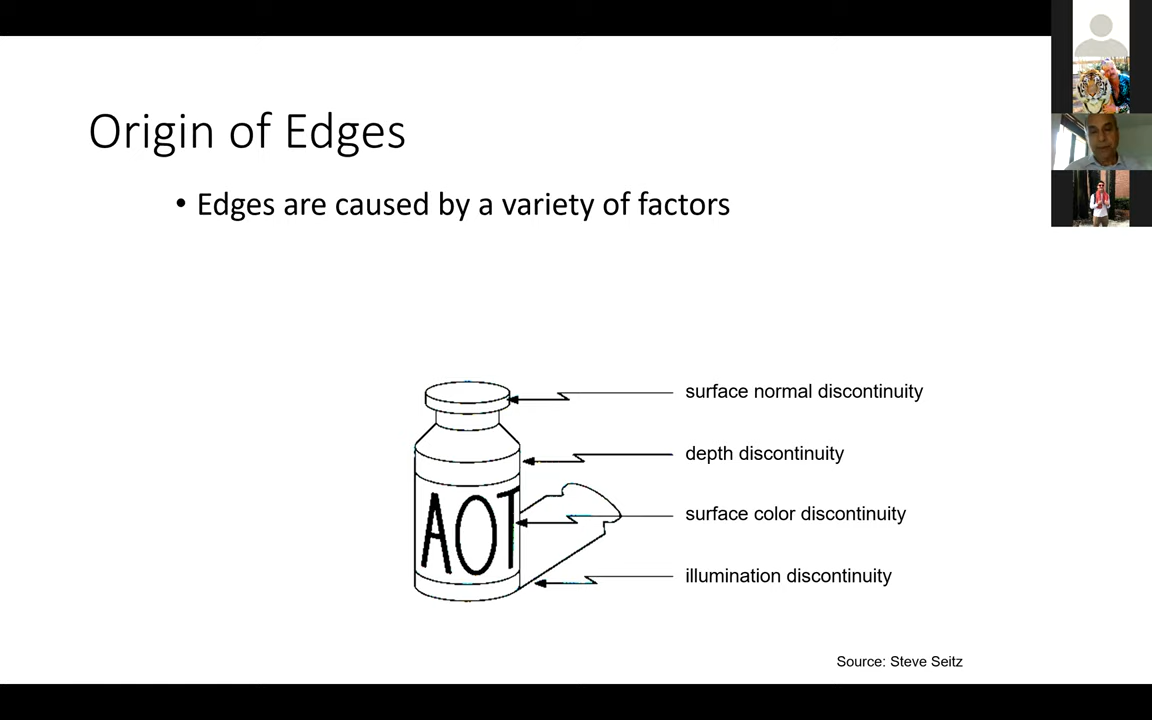 Origin of Edges
• Edges are caused by a variety of factors
surface normal discontinuity
depth discontinuity
surface color discontinuity
illumination discontinuity
AOT
Source: Steve Seitz